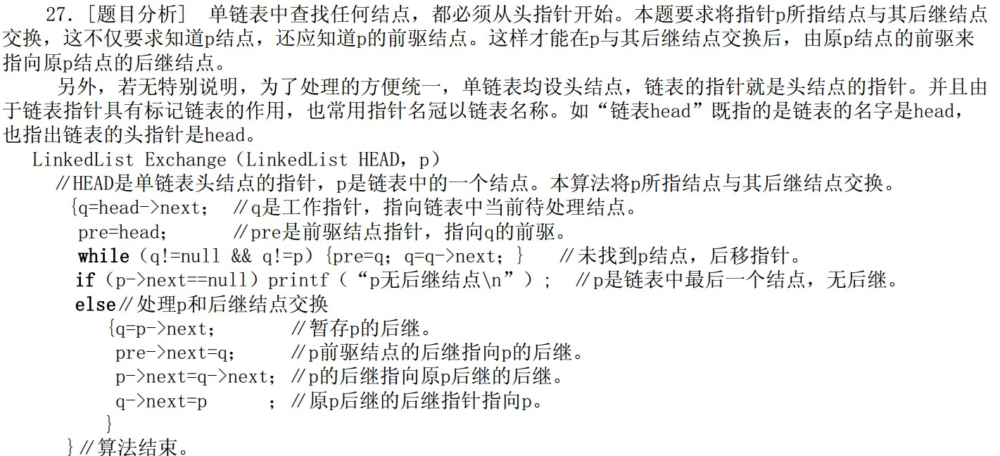 27. [题目分析]  单链表中查找任何结点，都必须从头指针开始。本题要求将指针p所指结点与其后继结点
交换，这不仅要求知道p结点，还应知道p的前驱结点。这样才能在p与其后继结点交换后，由原p结点的前驱来
指向原p结点的后继结点。
另外，若无特别说明，为了处理的方便统一，单链表均设头结点，链表的指针就是头结点的指针。并且由
于链表指针具有标记链表的作用，也常用指针名冠以链表名称。如“链表head”既指的是链表的名字是head，
也指出链表的头指针是head。
LinkedList Exchange（LinkedList HEAD，p）
∥HEAD是单链表头结点的指针，p是链表中的一个结点。本算法将p所指结点与其后继结点交换。
{q=head->next； ∥q是工作指针，指向链表中当前待处理结点。
pre=head； ∥pre是前驱结点指针，指向q的前驱。
while（q!=null && q!=p）{pre=q；q=q->next；} ∥未找到p结点，后移指针。
if（p->next==null）printf（“p无后继结点\n”）; ∥p是链表中最后一个结点，无后继。
else∥处理p和后继结点交换
{q=p->next； ∥暂存p的后继。
pre->next=q； ∥p前驱结点的后继指向p的后继。
p->next=q->next；∥p的后继指向原p后继的后继。
q->next=p ；∥原p后继的后继指针指向p。
}
}∥算法结束。